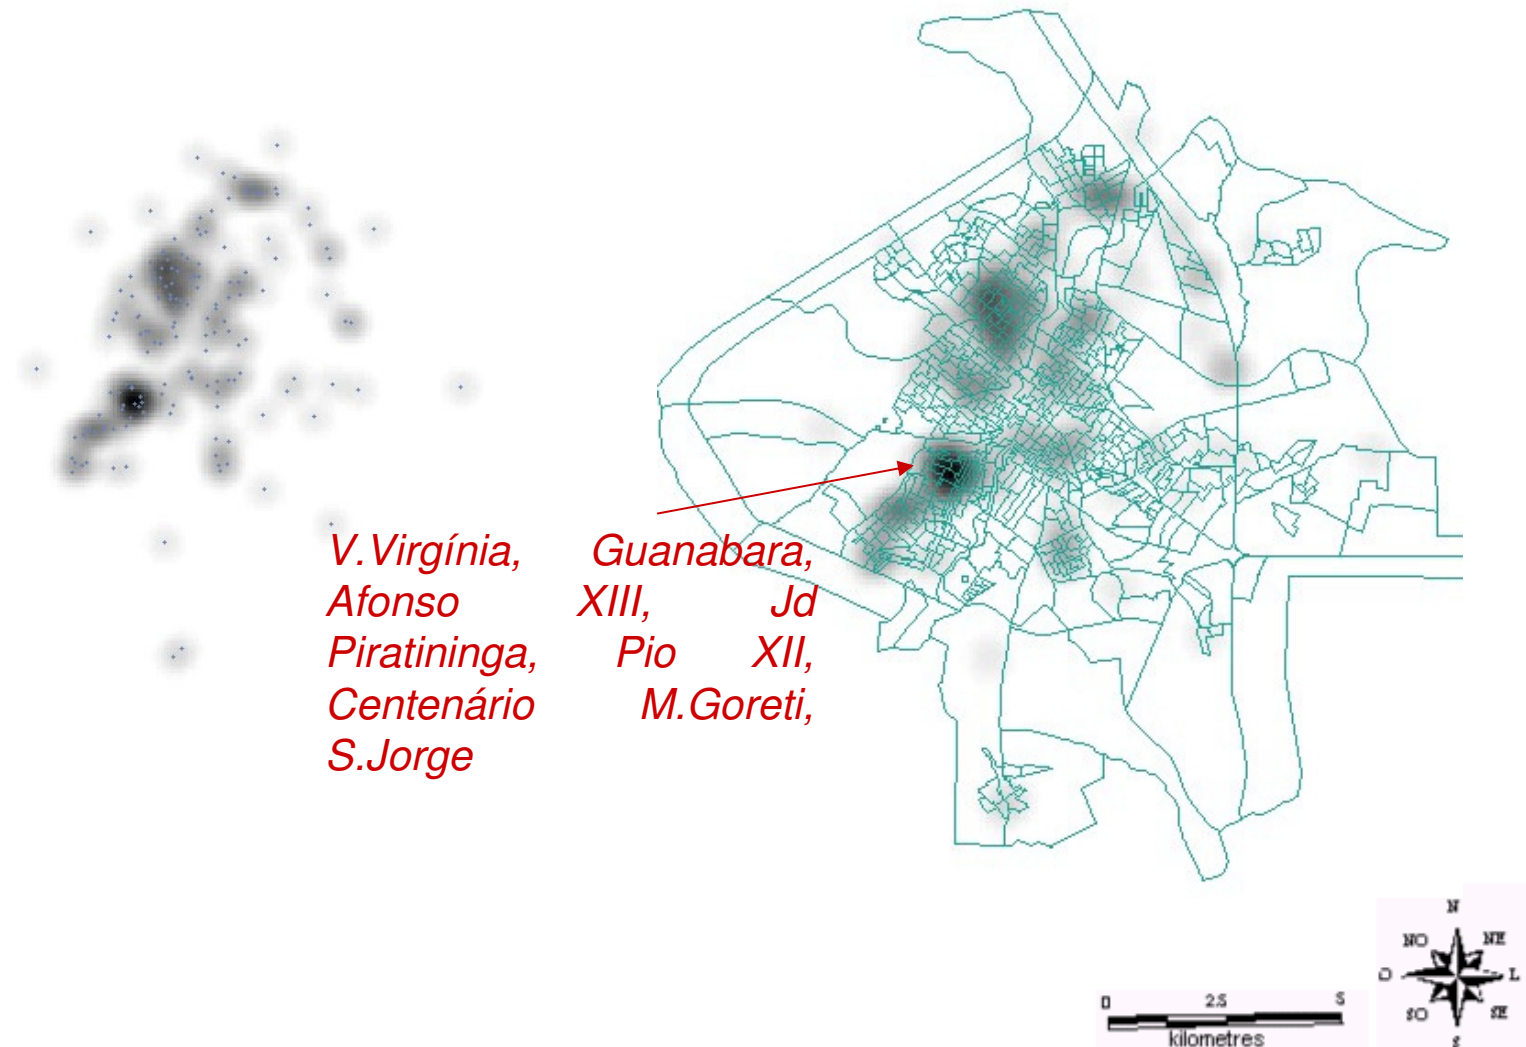 V.Virgínia, Guanabara,
Afonso XIII, Jd
Piratininga, Pio XII,
Centenário M.Goreti,
S.Jorge
N
NO NE
O L
SO SE
S
0 2.5 5
kilometres